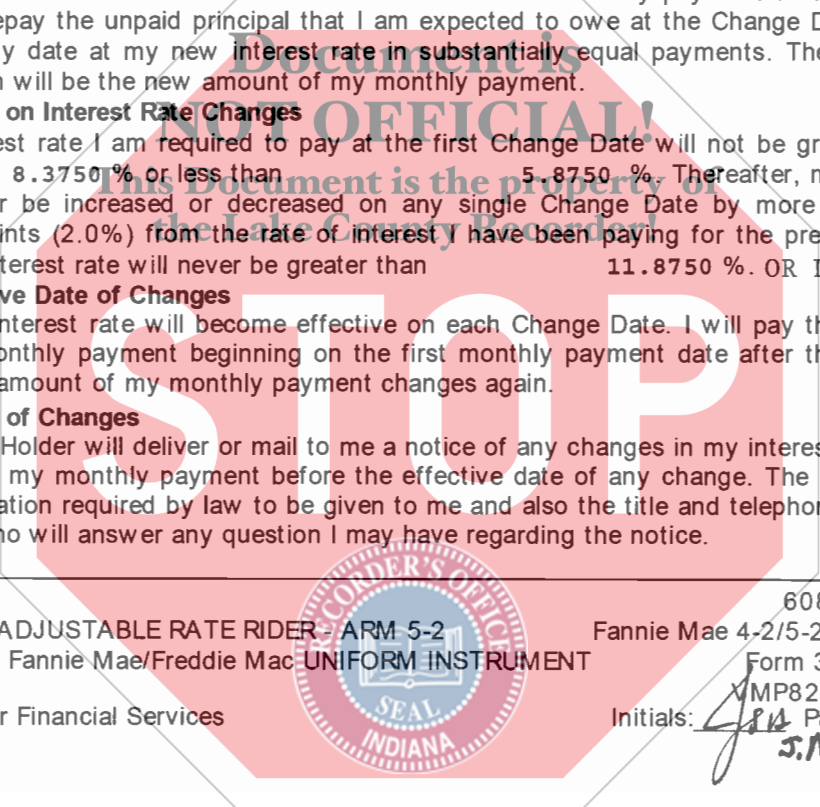 epay the unpaid principal that I am expected to owe at the Change D
y date at my new interest rate in substantially equal payments. The
will be the new amount of my monthly payment.
on Interest Rate Changes
est rate I am required to pay at the first Change Date will not be gr
8.3750 % or less than 5.8750 %. Thereafter, m
r be increased or decreased on any single Change Date by more
ints (2.0%) from the rate of interest I have been paying for the pre
terest rate will never be greater than 11.8750 %. OR
ve Date of Changes
nterest rate will become effective on each Change Date. I will pay th
onthly payment beginning on the first monthly payment date after th
amount of my monthly payment changes again.
of Changes
Holder will deliver or mail to me a notice of any changes in my interes
my monthly payment before the effective date of any change. The
ation required by law to be given to me and also the title and telephon
ho will answer any question I may have regarding the notice.
Document is
NOT OFFICIAL!
This Document is the property of
the Lake County Recorder!
STOP
RECORDER'S OFFICE
SEAL
INDIANA
608
ADJUSTABLE RATE RIDER - ARM 5-2 Fannie Mae 4-2/5-2
Fannie Mae/Freddie Mac UNIFORM INSTRUMENT Form 3
VMP82
r Financial Services Initials: Pa